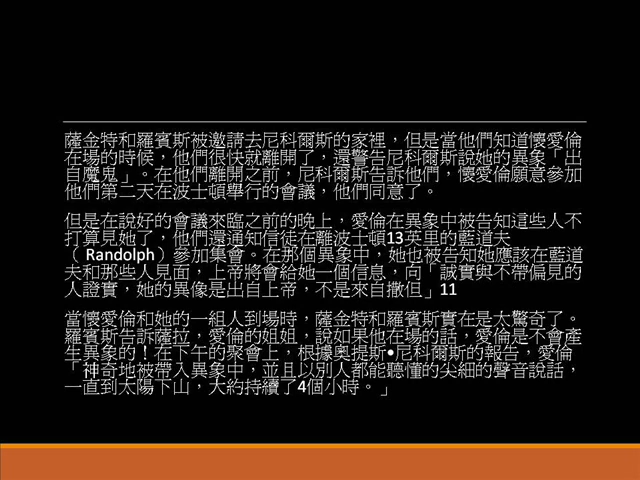 薩金特和羅賓斯被邀請去尼科爾斯的家裡，但是當他們知道懷愛倫
在場的時候，他們很快就離開了，還警告尼科爾斯說她的異象「出
自魔鬼」。在他們離開之前，尼科爾斯告訴他們，懷愛倫願意參加
他們第二天在波士頓舉行的會議，他們同意了。
但是在說好的會議來臨之前的晚上，愛倫在異象中被告知這些人不
打算見她了，他們還通知信徒在離波士頓13英里的藍道夫
（ Randolph）參加集會。在那個異象中，她也被告知她應該在藍道
夫和那些人見面，上帝將會給她一個信息，向「誠實與不帶偏見的
人證實，她的異像是出自上帝，不是來自撒但」11
當懷愛倫和她的一組人到場時，薩金特和羅賓斯實在是太驚奇了。
羅賓斯告訴薩拉，愛倫的姐姐，說如果他在場的話，愛倫是不會產
生異象的！在下午的聚會上，根據奧提斯•尼科爾斯的報告，愛倫
「神奇地被帶入異象中，並且以別人都能聽懂的尖細的聲音說話，
一直到太陽下山，大約持續了4個小時。」